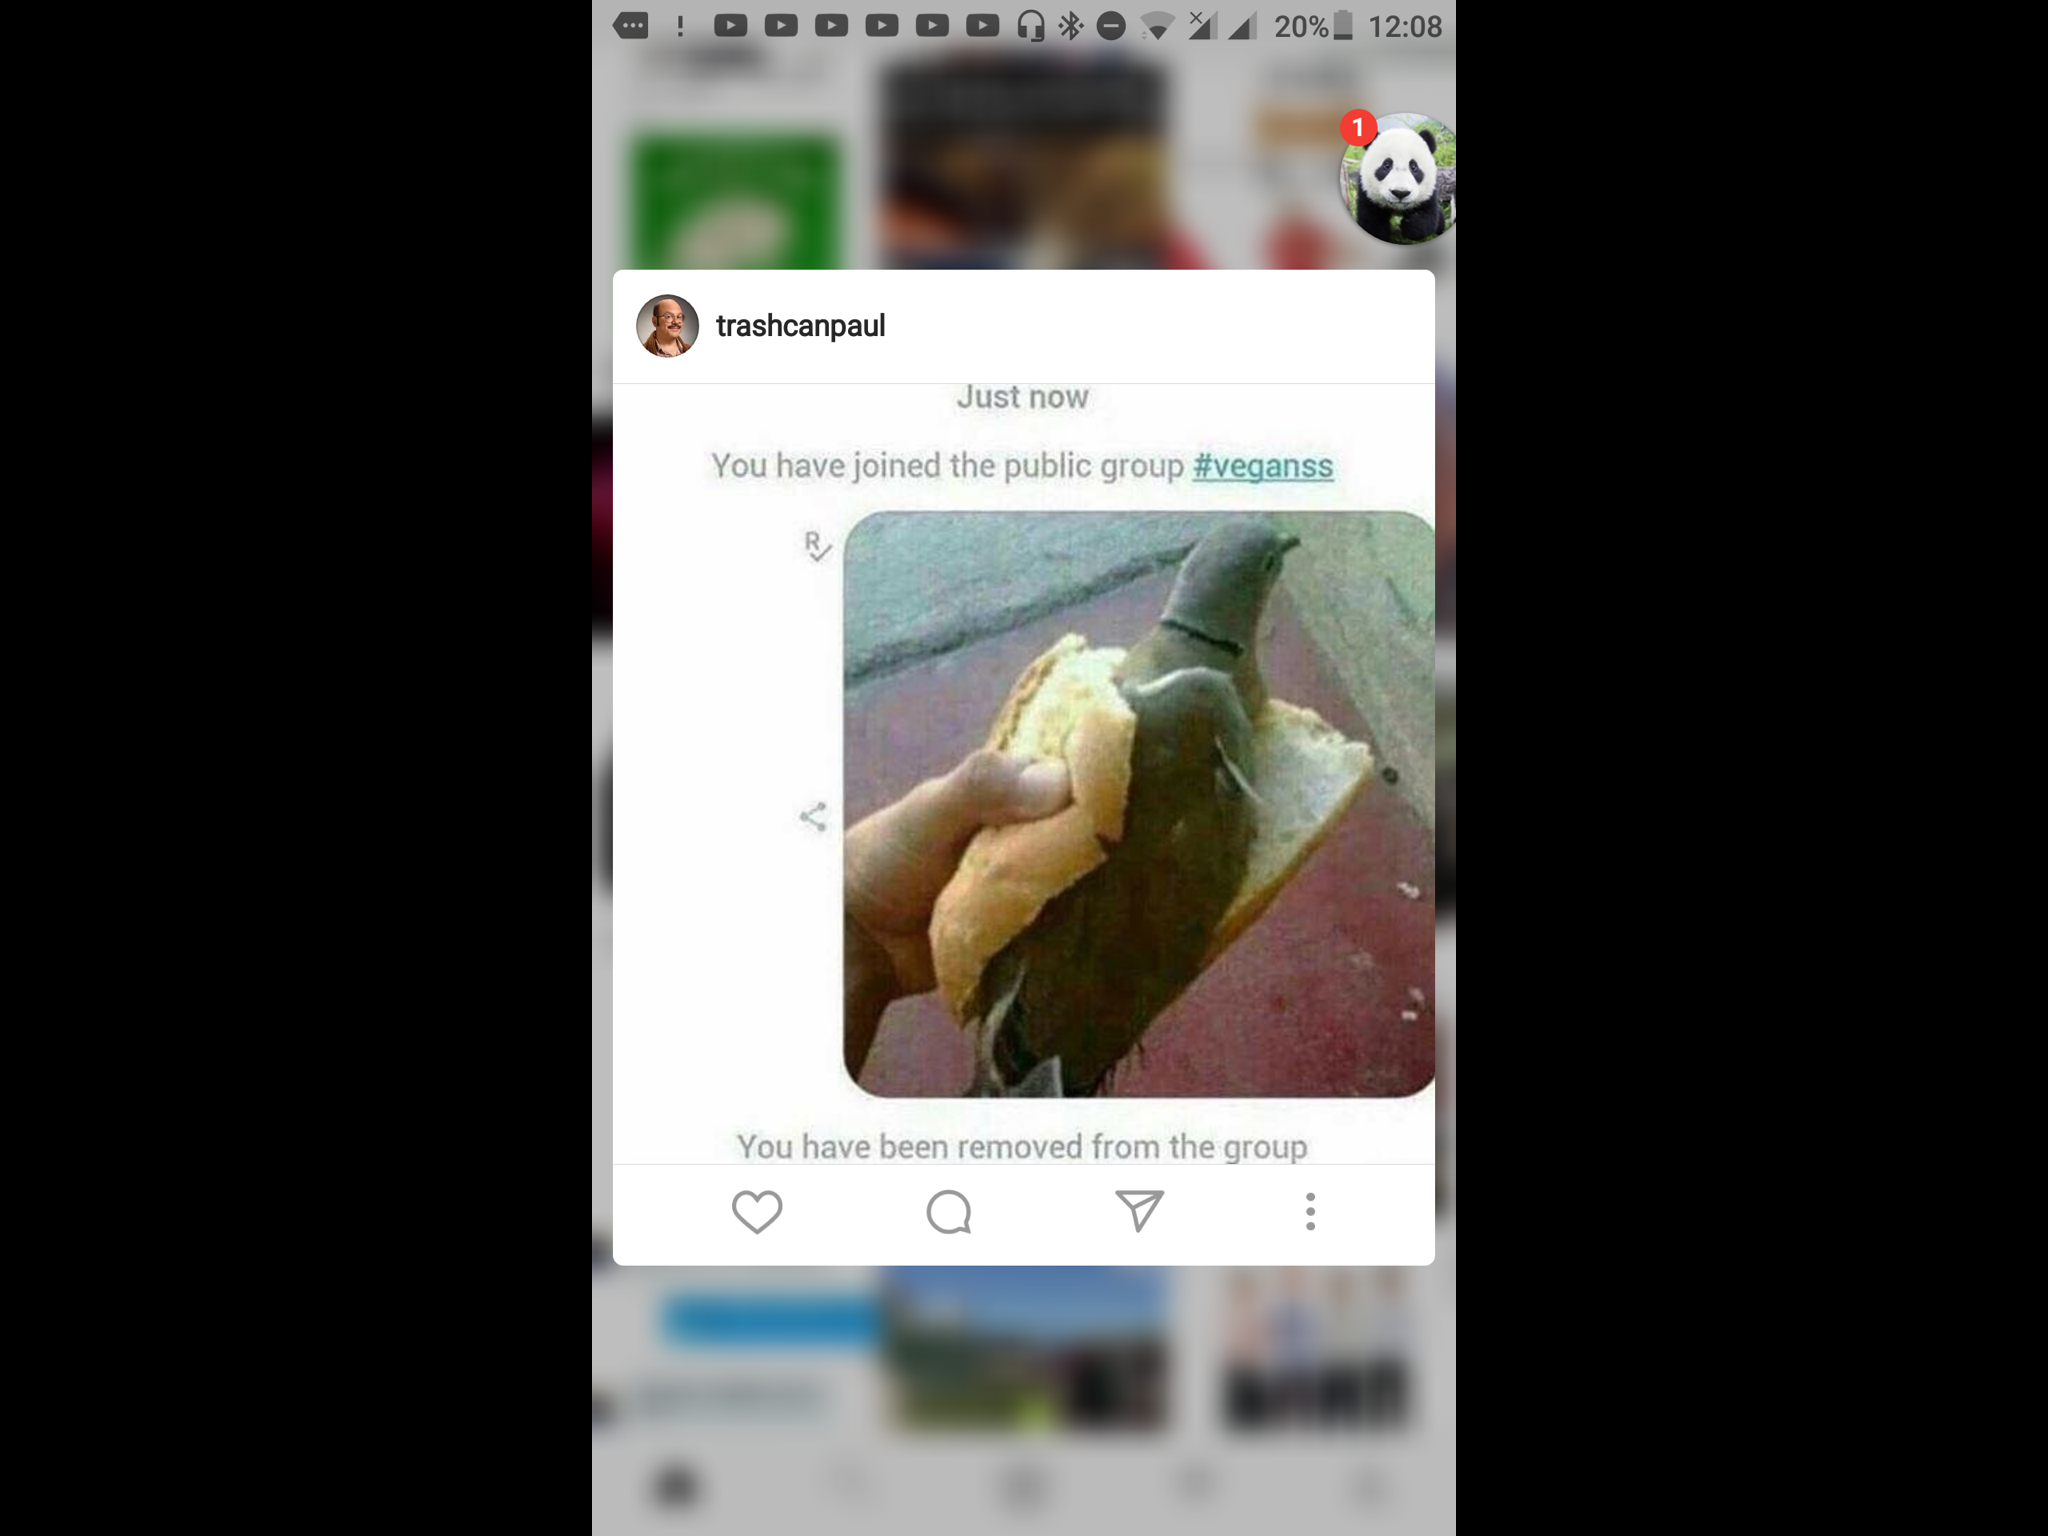 20% 12:08
1
trashcanpaul
Just now
You have joined the public group #veganss
R
You have been removed from the group